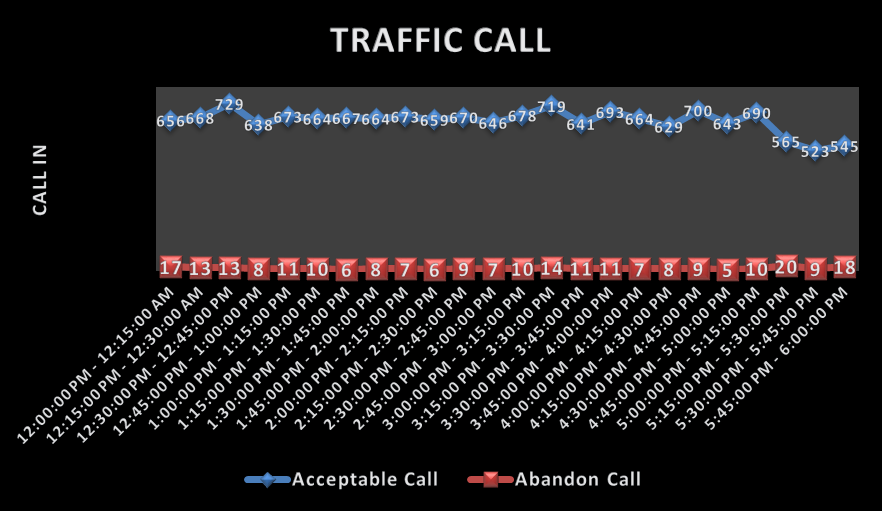 TRAFFIC CALL
CALL IN
656 668 729 638 673 664 667 664 673 659 670 646 678 719 641 693 664 629 700 643 690 565 523 545
17 13 13 8 11 10 6 8 7 6 9 7 10 14 11 11 7 8 9 5 10 20 9 18
12:00:00 PM - 12:15:00 AM
12:15:00 PM - 12:30:00 AM
12:30:00 PM - 12:45:00 PM
12:45:00 PM - 1:00:00 PM
1:00:00 PM - 1:15:00 PM
1:15:00 PM - 1:30:00 PM
1:30:00 PM - 1:45:00 PM
1:45:00 PM - 2:00:00 PM
2:00:00 PM - 2:15:00 PM
2:15:00 PM - 2:30:00 PM
2:30:00 PM - 2:45:00 PM
2:45:00 PM - 3:00:00 PM
3:00:00 PM - 3:15:00 PM
3:15:00 PM - 3:30:00 PM
3:30:00 PM - 3:45:00 PM
3:45:00 PM - 4:00:00 PM
4:00:00 PM - 4:15:00 PM
4:15:00 PM - 4:30:00 PM
4:30:00 PM - 4:45:00 PM
4:45:00 PM - 5:00:00 PM
5:00:00 PM - 5:15:00 PM
5:15:00 PM - 5:30:00 PM
5:30:00 PM - 5:45:00 PM
5:45:00 PM - 6:00:00 PM
Acceptable Call
Abandon Call